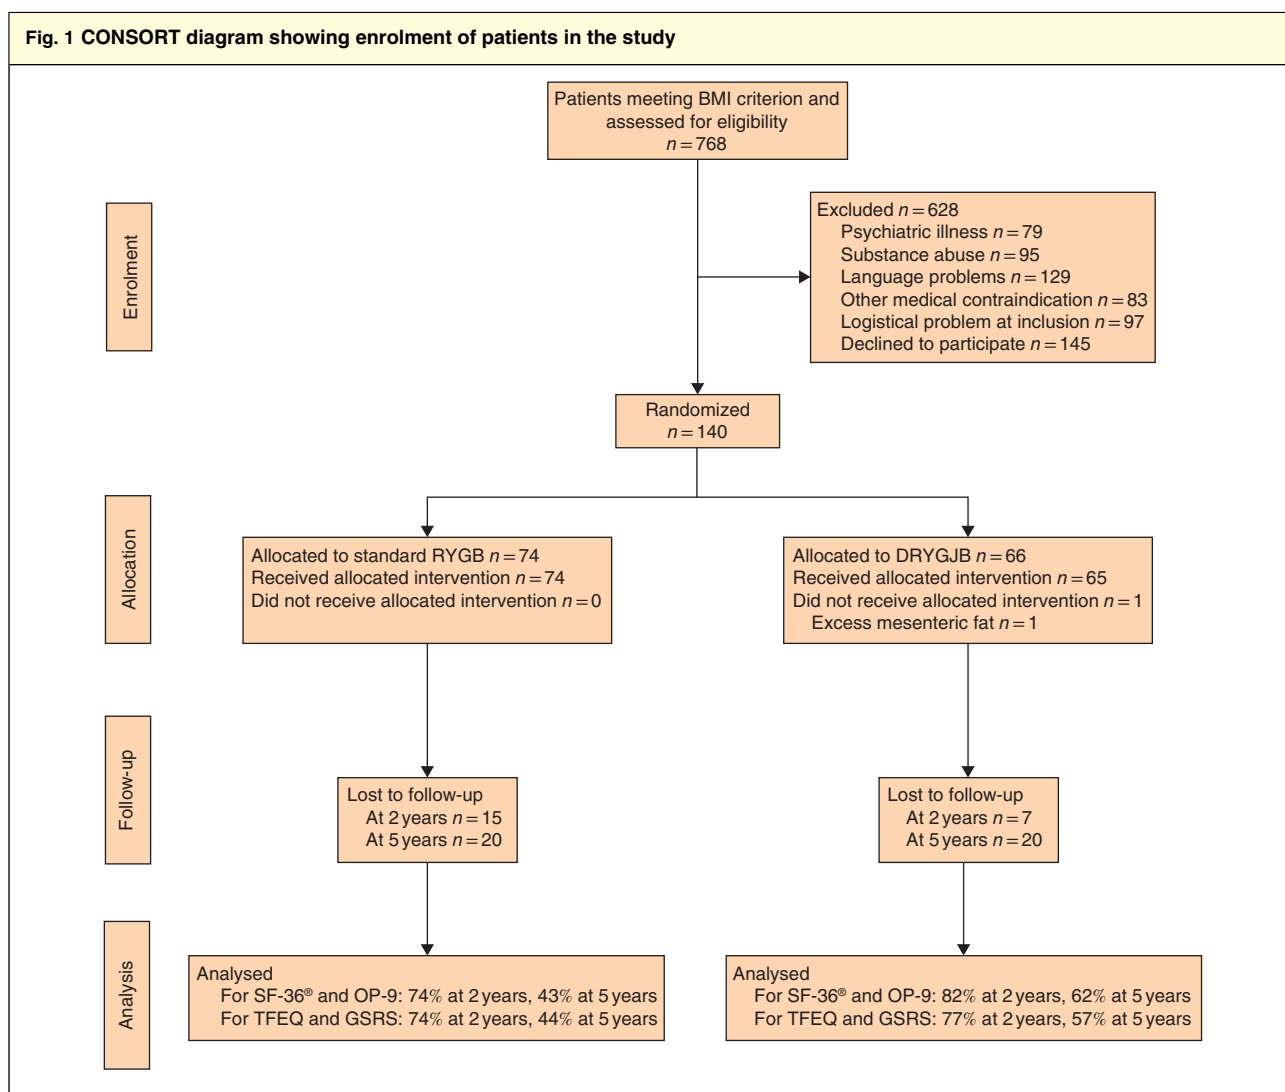 Fig. 1 CONSORT diagram showing enrolment of patients in the study
Patients meeting BMI criterion and
assessed for eligibility
n = 768
Enrolment
Excluded n = 628
Psychiatric illness n = 79
Substance abuse n = 95
Language problems n = 129
Other medical contraindication n = 83
Logistical problem at inclusion n = 97
Declined to participate n = 145
Randomized
n = 140
Allocation
Allocated to standard RYGB n = 74
Received allocated intervention n = 74
Did not receive allocated intervention n = 0
Allocated to DRYGJB n = 66
Received allocated intervention n = 65
Did not receive allocated intervention n = 1
Excess mesenteric fat n = 1
Follow-up
Lost to follow-up
At 2 years n = 15
At 5 years n = 20
Lost to follow-up
At 2 years n = 7
At 5 years n = 20
Analysis
Analysed
For SF-36® and OP-9: 74% at 2 years, 43% at 5 years
For TFEQ and GSRS: 74% at 2 years, 44% at 5 years
Analysed
For SF-36® and OP-9: 82% at 2 years, 62% at 5 years
For TFEQ and GSRS: 77% at 2 years, 57% at 5 years